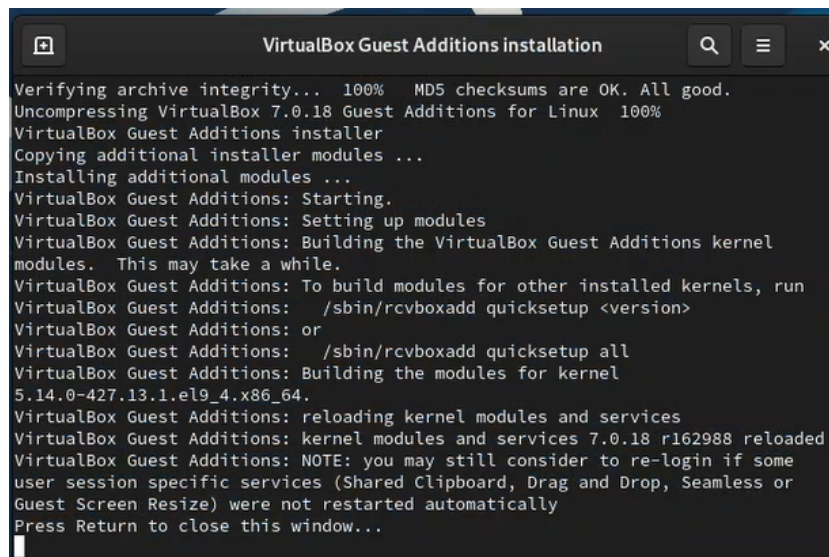 VirtualBox Guest Additions installation
Verifying archive integrity...  100%   MD5 checksums are OK. All good.
Uncompressing VirtualBox 7.0.18 Guest Additions for Linux  100%
VirtualBox Guest Additions installer
Copying additional installer modules ...
Installing additional modules ...
VirtualBox Guest Additions: Starting.
VirtualBox Guest Additions: Setting up modules
VirtualBox Guest Additions: Building the VirtualBox Guest Additions kernel
modules.  This may take a while.
VirtualBox Guest Additions: To build modules for other installed kernels, run
VirtualBox Guest Additions:   /sbin/rcvboxadd quicksetup <version>
VirtualBox Guest Additions: or
VirtualBox Guest Additions:   /sbin/rcvboxadd quicksetup all
VirtualBox Guest Additions: Building the modules for kernel
5.14.0-427.13.1.el9_4.x86_64.
VirtualBox Guest Additions: reloading kernel modules and services
VirtualBox Guest Additions: kernel modules and services 7.0.18 r162988 reloaded
VirtualBox Guest Additions: NOTE: you may still consider to re-login if some
user session specific services (Shared Clipboard, Drag and Drop, Seamless or
Guest Screen Resize) were not restarted automatically
Press Return to close this window...